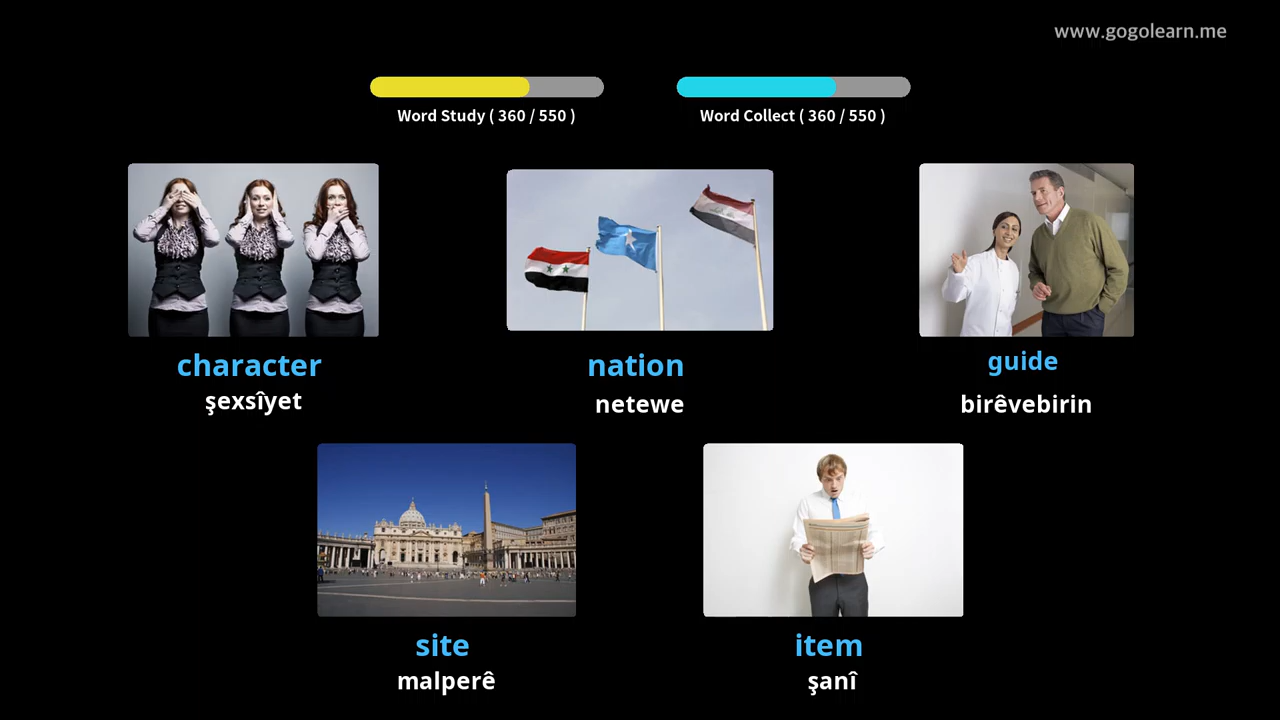 www.gogolearn.me
Word Study ( 360 / 550 )
Word Collect ( 360 / 550 )
character
şexsîyet
nation
netewe
guide
birêvebirin
site
malperê
item
şanî